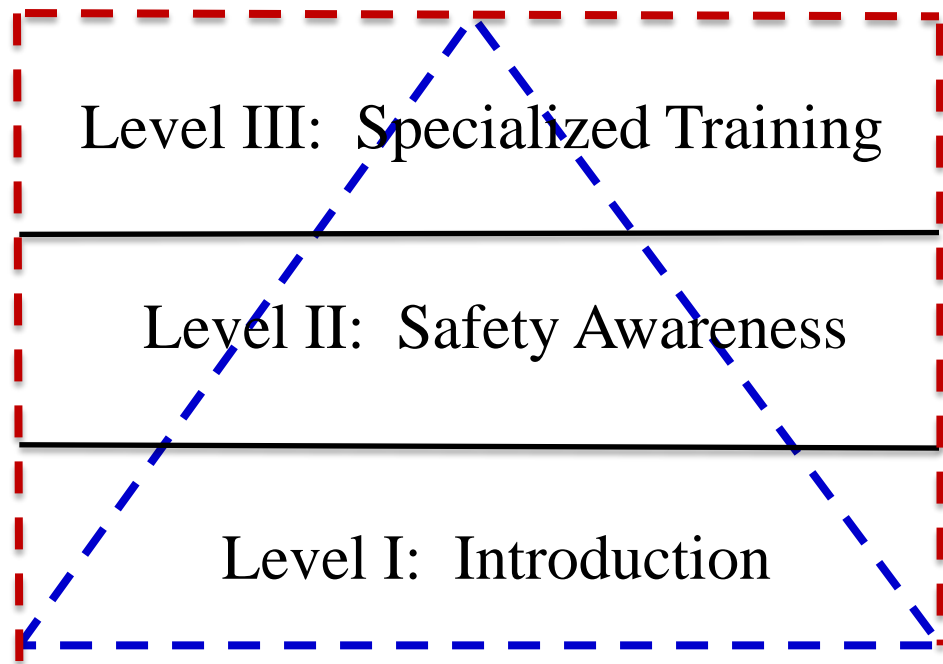 Level III:  Specialized Training
Level II:  Safety Awareness
Level I:  Introduction